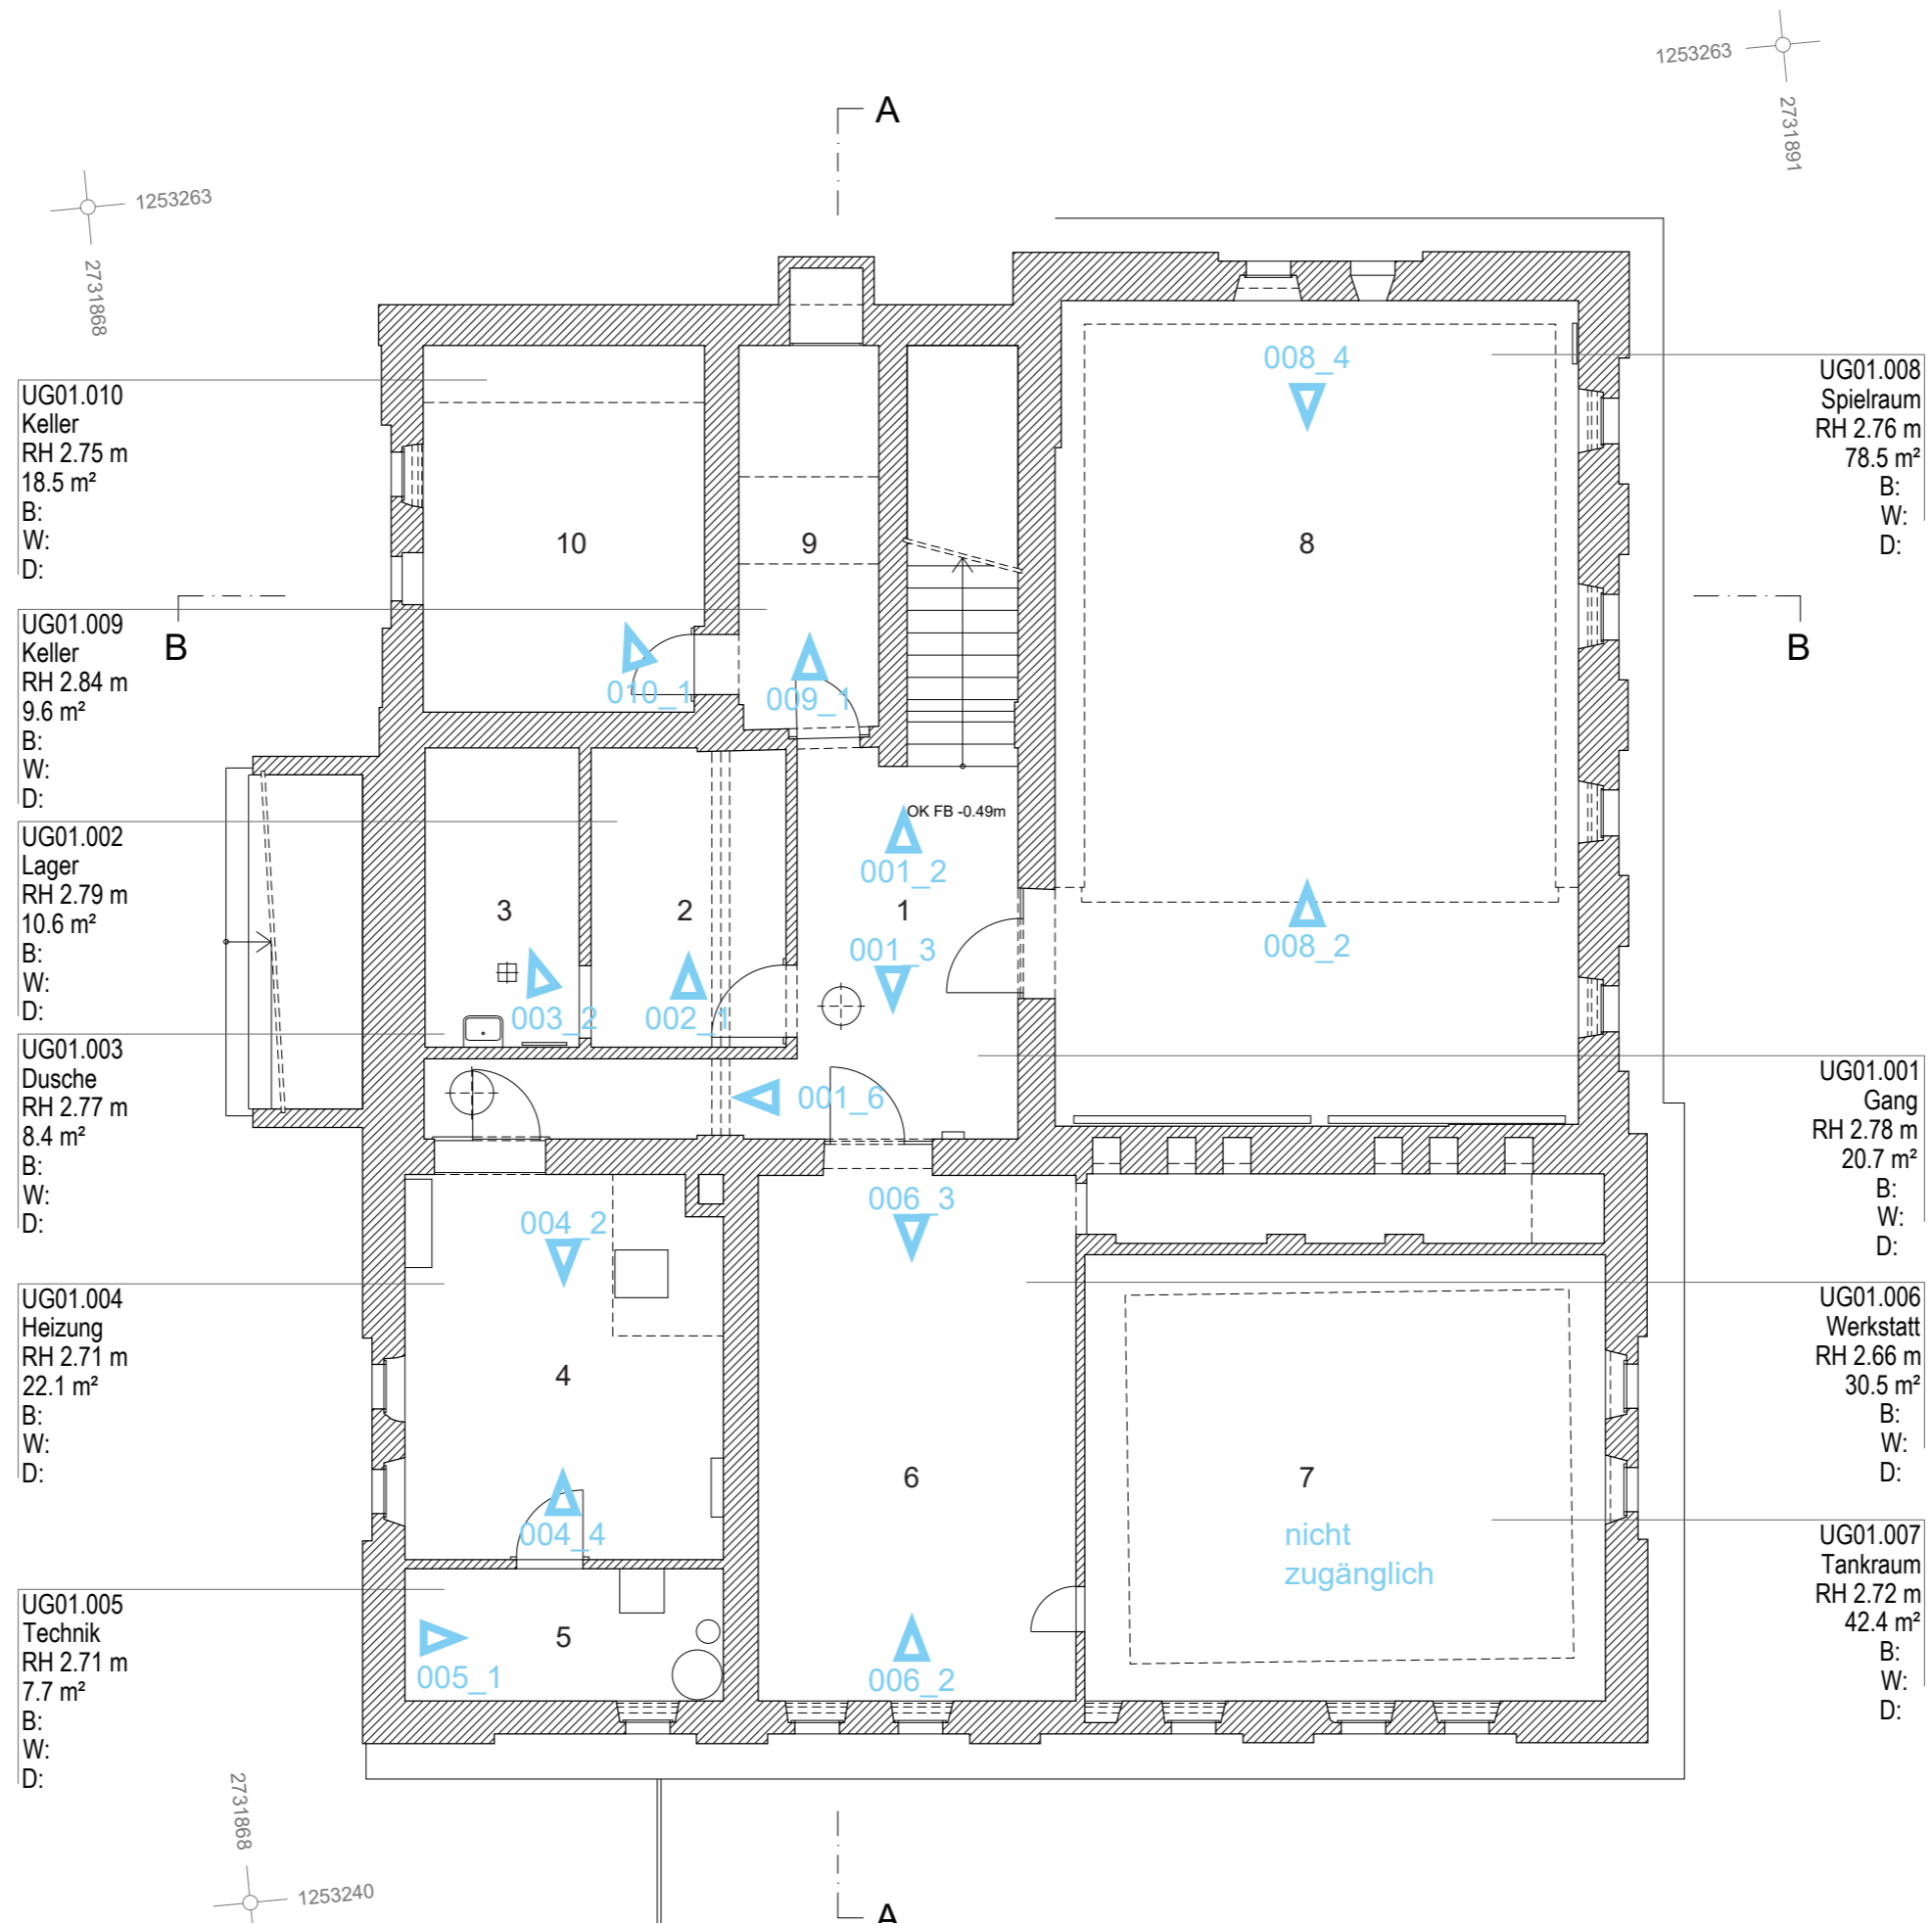 1253263
2731891
A
1253263
2731868
UG01.010
Keller
RH 2.75 m
18.5 m²
B:
W:
D:
UG01.009
Keller
RH 2.84 m
9.6 m²
B:
W:
D:
UG01.002
Lager
RH 2.79 m
10.6 m²
B:
W:
D:
UG01.003
Dusche
RH 2.77 m
8.4 m²
B:
W:
D:
UG01.004
Heizung
RH 2.71 m
22.1 m²
B:
W:
D:
UG01.005
Technik
RH 2.71 m
7.7 m²
B:
W:
D:
B
008_4
10
9
8
010_1
009_1
OK FB -0.49m
001_2
3
2
1
001_3
008_2
003_2
002_1
001_6
004_2
006_3
4
6
7
004_4
nicht
zugänglich
5
005_1
006_2
UG01.008
Spielraum
RH 2.76 m
78.5 m²
B:
W:
D:
B
UG01.001
Gang
RH 2.78 m
20.7 m²
B:
W:
D:
UG01.006
Werkstatt
RH 2.66 m
30.5 m²
B:
W:
D:
UG01.007
Tankraum
RH 2.72 m
42.4 m²
B:
W:
D:
2731868
1253240
A